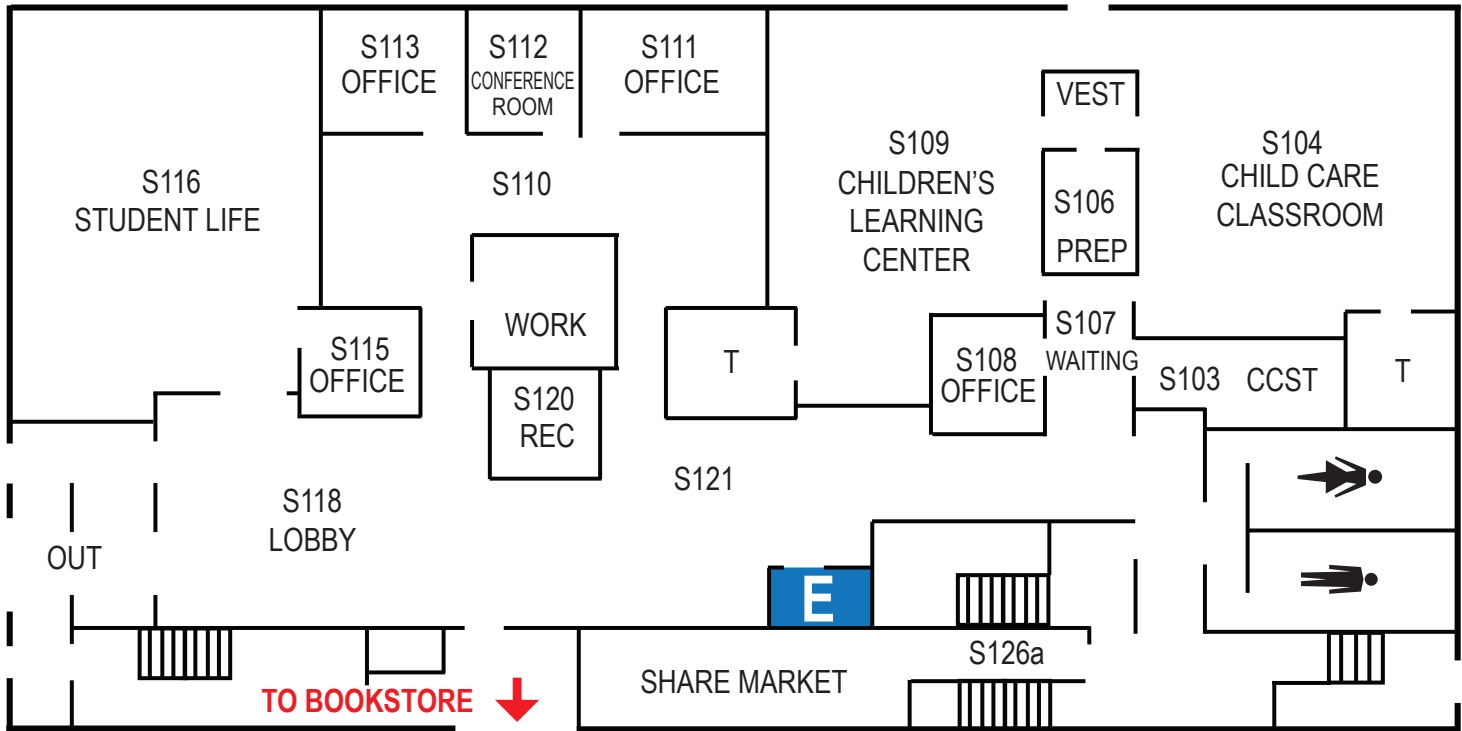 S113
OFFICE
S112
CONFERENCE
ROOM
S111
OFFICE
VEST
S109
CHILDREN'S
LEARNING
CENTER
S104
CHILD CARE
CLASSROOM
S116
STUDENT LIFE
S110
S106
PREP
WORK
S115
OFFICE
T
S107
WAITING
S108
OFFICE
S103 CCST
T
S120
REC
S121
S118
LOBBY
OUT
E
S126a
SHARE MARKET
TO BOOKSTORE